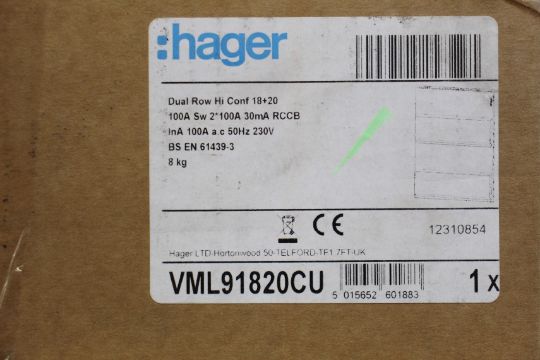 :hager
Dual Row Hi Conf 18+20
100A Sw 2*100A 30mA RCCB
InA 100A a.c 50Hz 230V
BS EN 61439-3
8 kg
CE
12310854
Hager LTD-Hortonwood 50-TELFORD-TF1 7FT-UK
VML91820CU
1 x
5 015652 601883